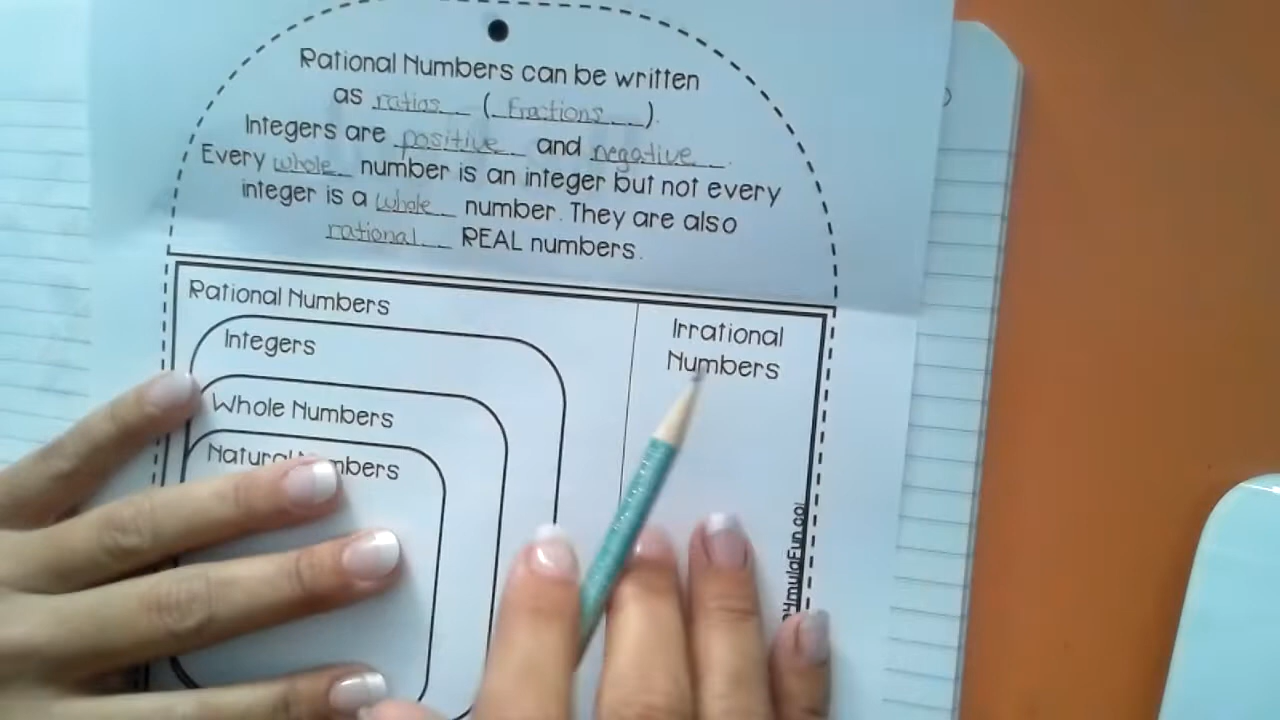 Rational Numbers can be written
as ratios (fractions).
Integers are positive and negative.
Every whole number is an integer but not every
integer is a whole number. They are also
rational REAL numbers.
Rational Numbers
Irrational
Numbers
Integers
Whole Numbers
Natural Numbers